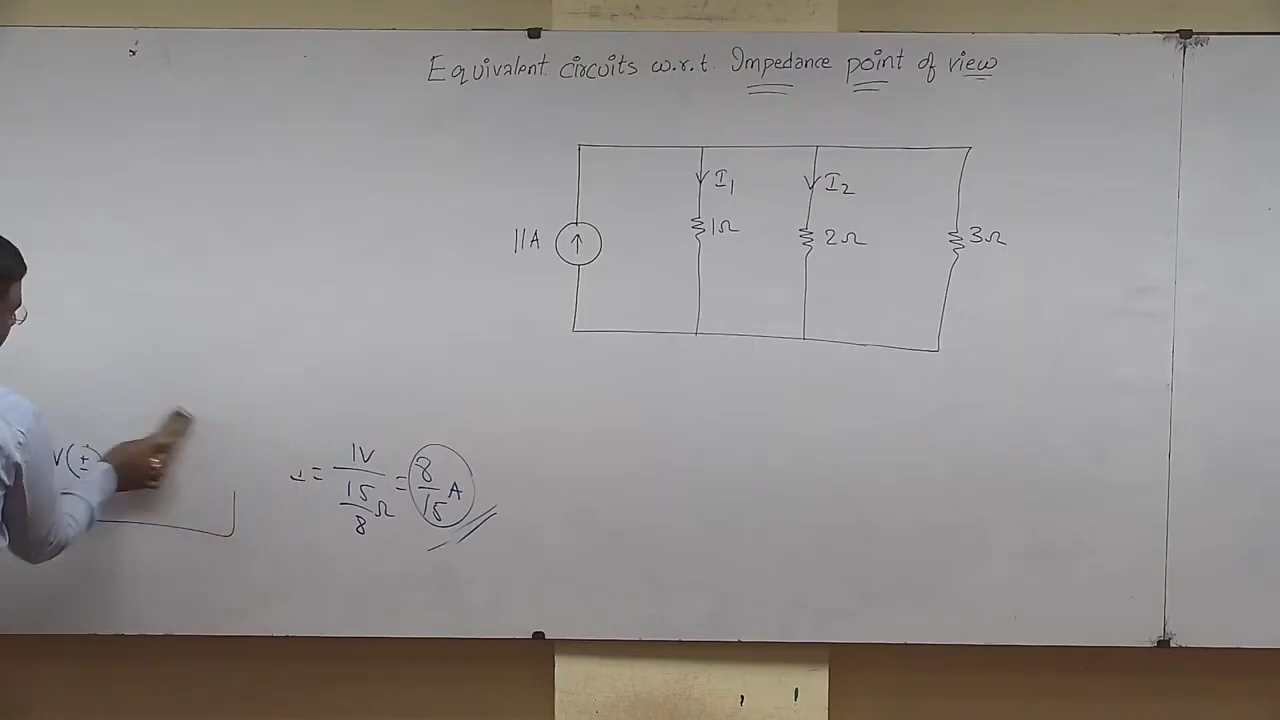 Equivalent circuits w.r.t. Impedance point of view
11A
I1
I2
1Ω
2Ω
3Ω
V
±
= 1V / 15/8 Ω = 8/15 A